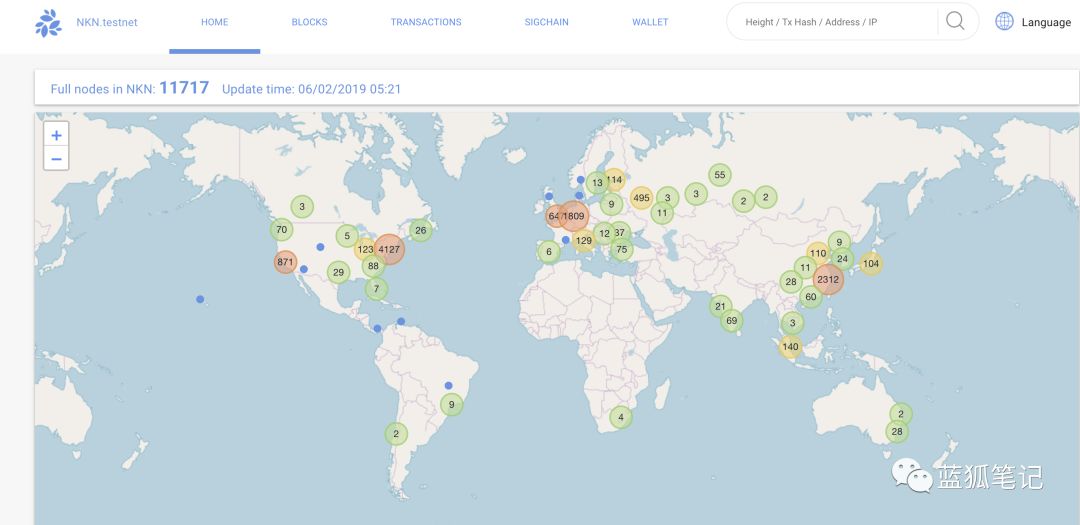 NKN.testnet HOME BLOCKS TRANSACTIONS SIGCHAIN WALLET Height / Tx Hash / Address / IP Language
Full nodes in NKN: 11717 Update time: 06/02/2019 05:21
+
−
55
13 114
3 9 495 3 3 2 2
11
70 5 26 1809 12 37 9
123 4127 6 129 75 110 24 104
871 88 11
29 28 2312
7 60
21
69 3
140
9 2
2 4 28
蓝狐笔记